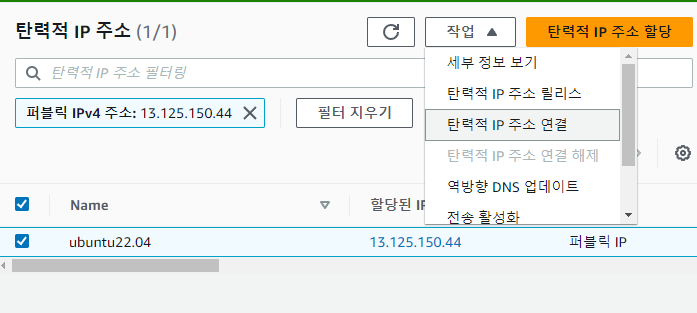 탄력적 IP 주소 (1/1)
작업
탄력적 IP 주소 할당
탄력적 IP 주소 필터링
퍼블릭 IPv4 주소: 13.125.150.44
필터 지우기
세부 정보 보기
탄력적 IP 주소 릴리스
탄력적 IP 주소 연결
탄력적 IP 주소 연결 해제
역방향 DNS 업데이트
전송 활성화
Name
할당된 IP
ubuntu22.04
13.125.150.44
퍼블릭 IP